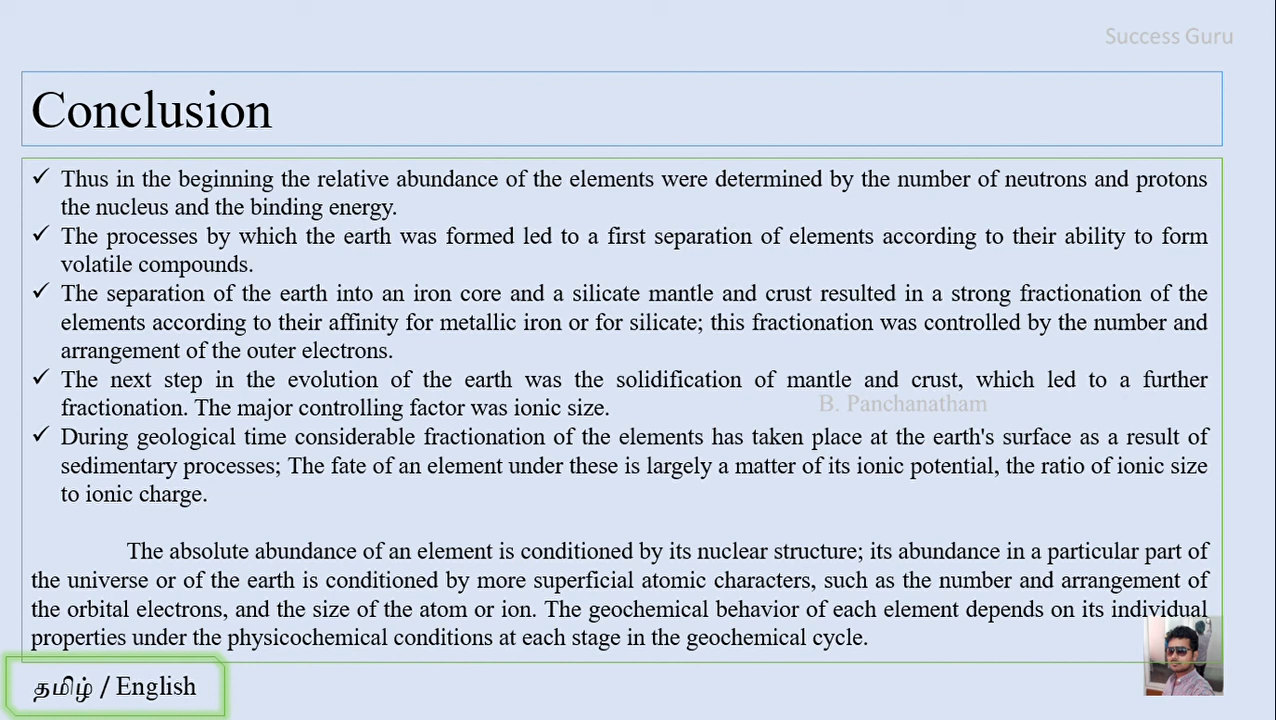 Success Guru
Conclusion
✓ Thus in the beginning the relative abundance of the elements were determined by the number of neutrons and protons
the nucleus and the binding energy.
✓ The processes by which the earth was formed led to a first separation of elements according to their ability to form
volatile compounds.
✓ The separation of the earth into an iron core and a silicate mantle and crust resulted in a strong fractionation of the
elements according to their affinity for metallic iron or for silicate; this fractionation was controlled by the number and
arrangement of the outer electrons.
✓ The next step in the evolution of the earth was the solidification of mantle and crust, which led to a further
fractionation. The major controlling factor was ionic size.
B. Panchanatham
✓ During geological time considerable fractionation of the elements has taken place at the earth's surface as a result of
sedimentary processes; The fate of an element under these is largely a matter of its ionic potential, the ratio of ionic size
to ionic charge.
The absolute abundance of an element is conditioned by its nuclear structure; its abundance in a particular part of
the universe or of the earth is conditioned by more superficial atomic characters, such as the number and arrangement of
the orbital electrons, and the size of the atom or ion. The geochemical behavior of each element depends on its individual
properties under the physicochemical conditions at each stage in the geochemical cycle.
தமிழ் / English